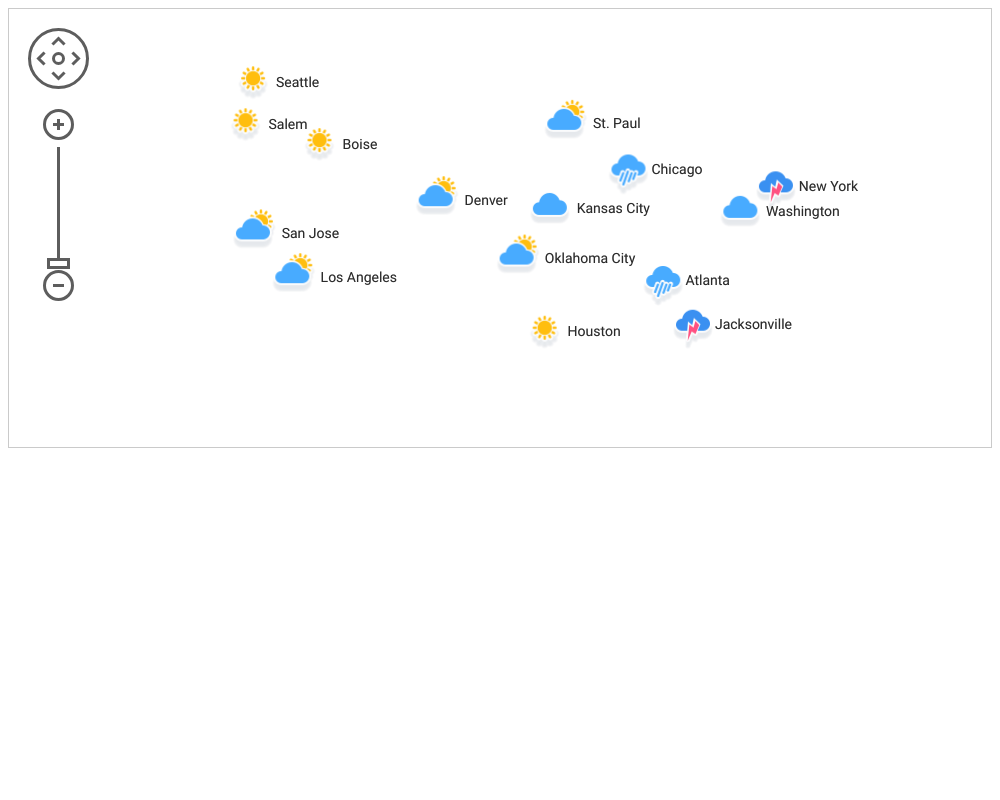 Seattle
Salem
St. Paul
Boise
Chicago
New York
Denver
Kansas City
Washington
San Jose
Oklahoma City
Los Angeles
Atlanta
Jacksonville
Houston